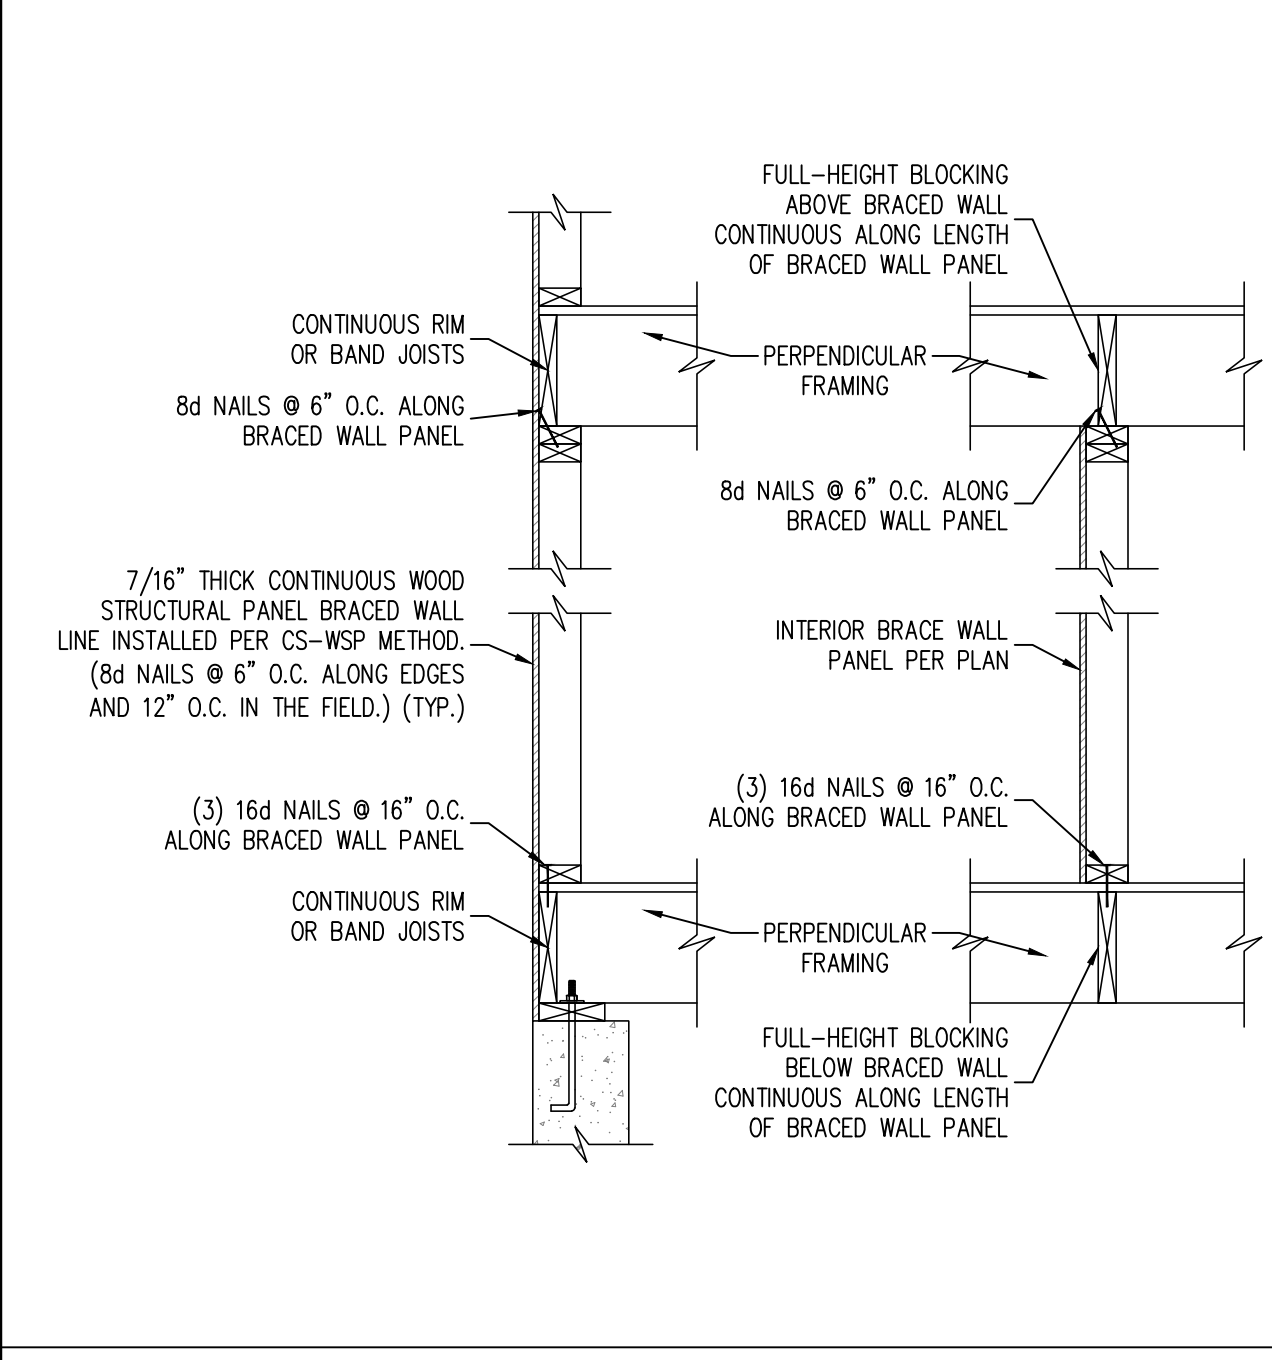 FULL-HEIGHT BLOCKING
ABOVE BRACED WALL
CONTINUOUS ALONG LENGTH
OF BRACED WALL PANEL
CONTINUOUS RIM
OR BAND JOISTS
PERPENDICULAR
FRAMING
8d NAILS @ 6" O.C. ALONG
BRACED WALL PANEL
8d NAILS @ 6" O.C. ALONG
BRACED WALL PANEL
7/16" THICK CONTINUOUS WOOD
STRUCTURAL PANEL BRACED WALL
LINE INSTALLED PER CS-WSP METHOD.
(8d NAILS @ 6" O.C. ALONG EDGES
AND 12" O.C. IN THE FIELD.) (TYP.)
INTERIOR BRACE WALL
PANEL PER PLAN
(3) 16d NAILS @ 16" O.C.
ALONG BRACED WALL PANEL
(3) 16d NAILS @ 16" O.C.
ALONG BRACED WALL PANEL
CONTINUOUS RIM
OR BAND JOISTS
PERPENDICULAR
FRAMING
FULL-HEIGHT BLOCKING
BELOW BRACED WALL
CONTINUOUS ALONG LENGTH
OF BRACED WALL PANEL